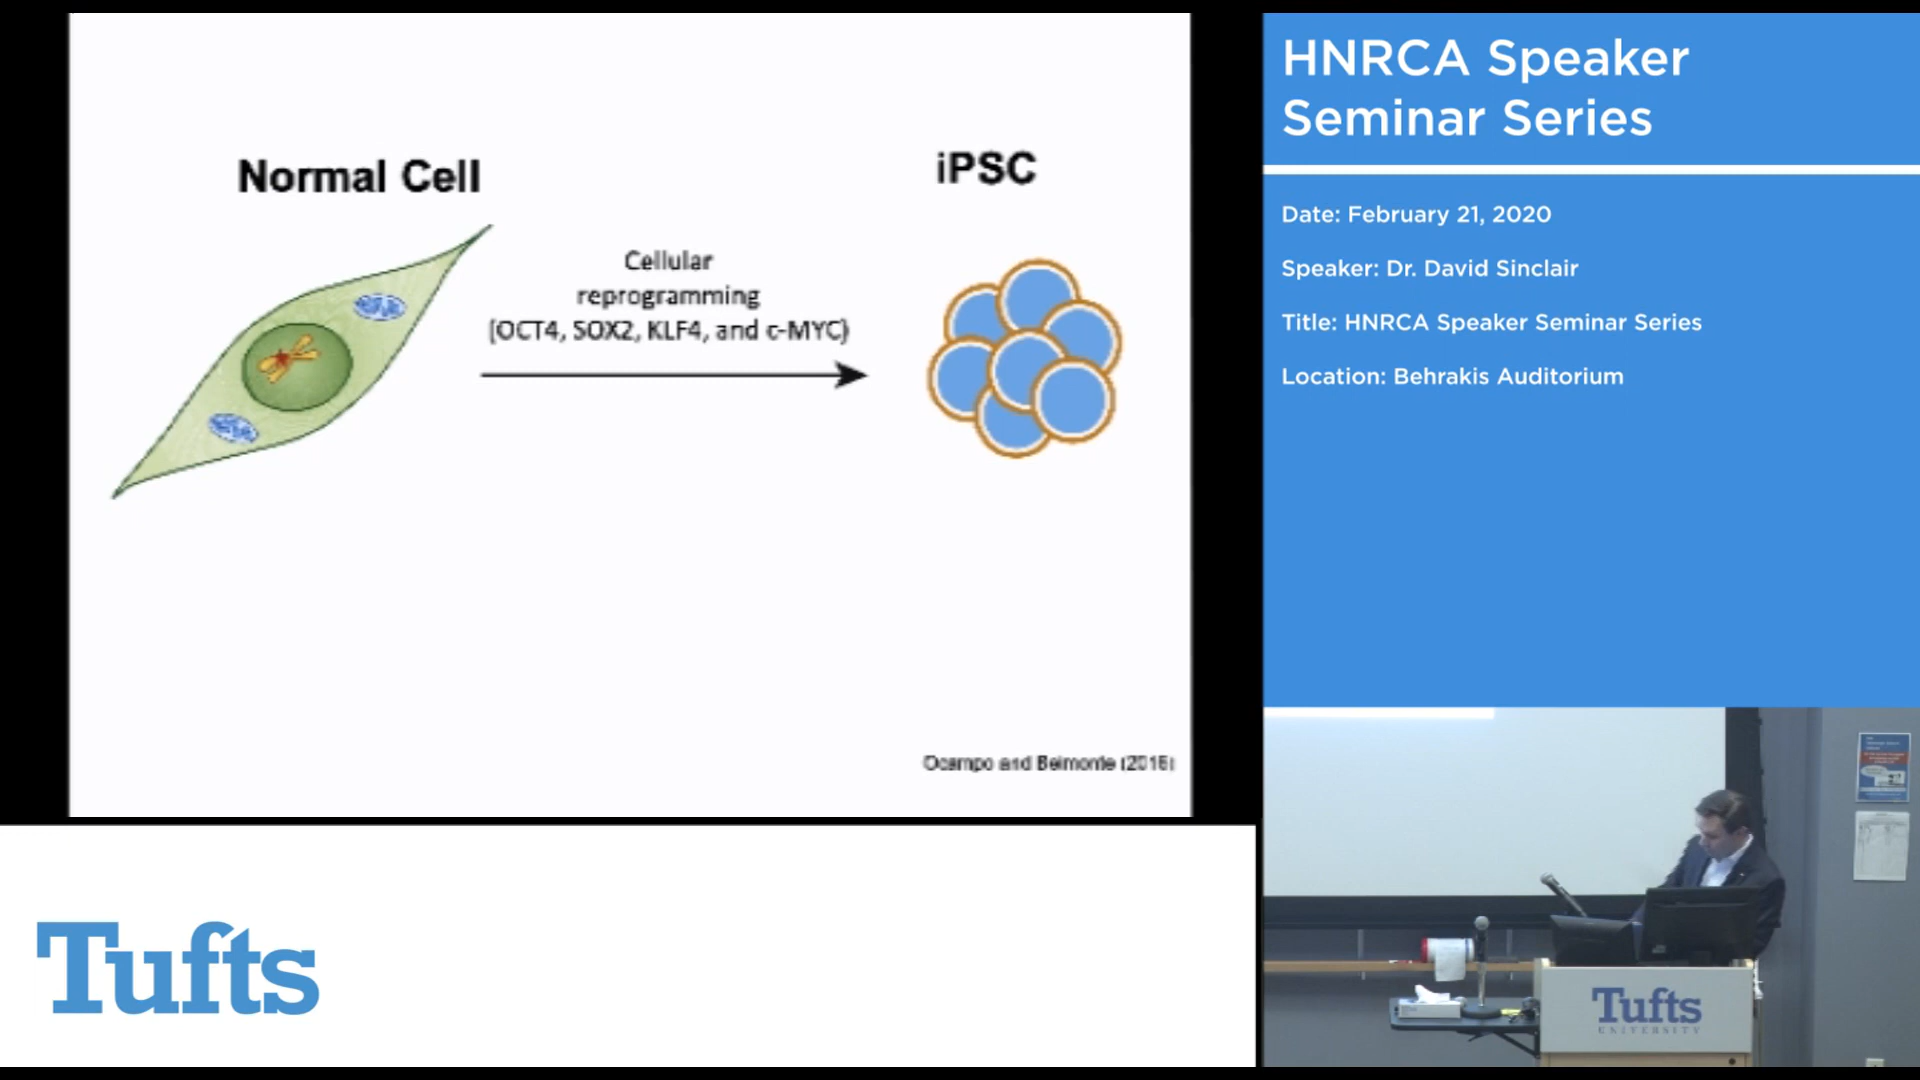 Normal Cell
iPSC
Cellular
reprogramming
(OCT4, SOX2, KLF4, and c-MYC)
Ocampo and Belmonte (2016)
Tufts
HNRCA Speaker
Seminar Series
Date: February 21, 2020
Speaker: Dr. David Sinclair
Title: HNRCA Speaker Seminar Series
Location: Behrakis Auditorium
Tufts
UNIVERSITY